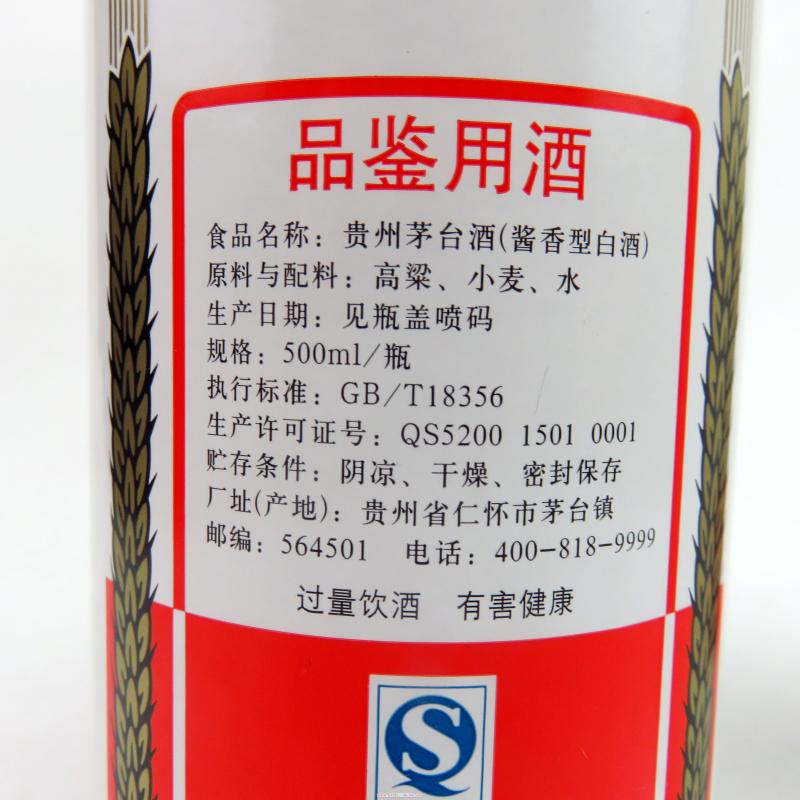 品鉴用酒
食品名称：贵州茅台酒(酱香型白酒)
原料与配料：高粱、小麦、水
生产日期：见瓶盖喷码
规格：500ml/瓶
执行标准：GB/T18356
生产许可证号：QS5200 1501 0001
贮存条件：阴凉、干燥、密封保存
厂址(产地)：贵州省仁怀市茅台镇
邮编：564501 电话：400-818-9999
过量饮酒 有害健康
S